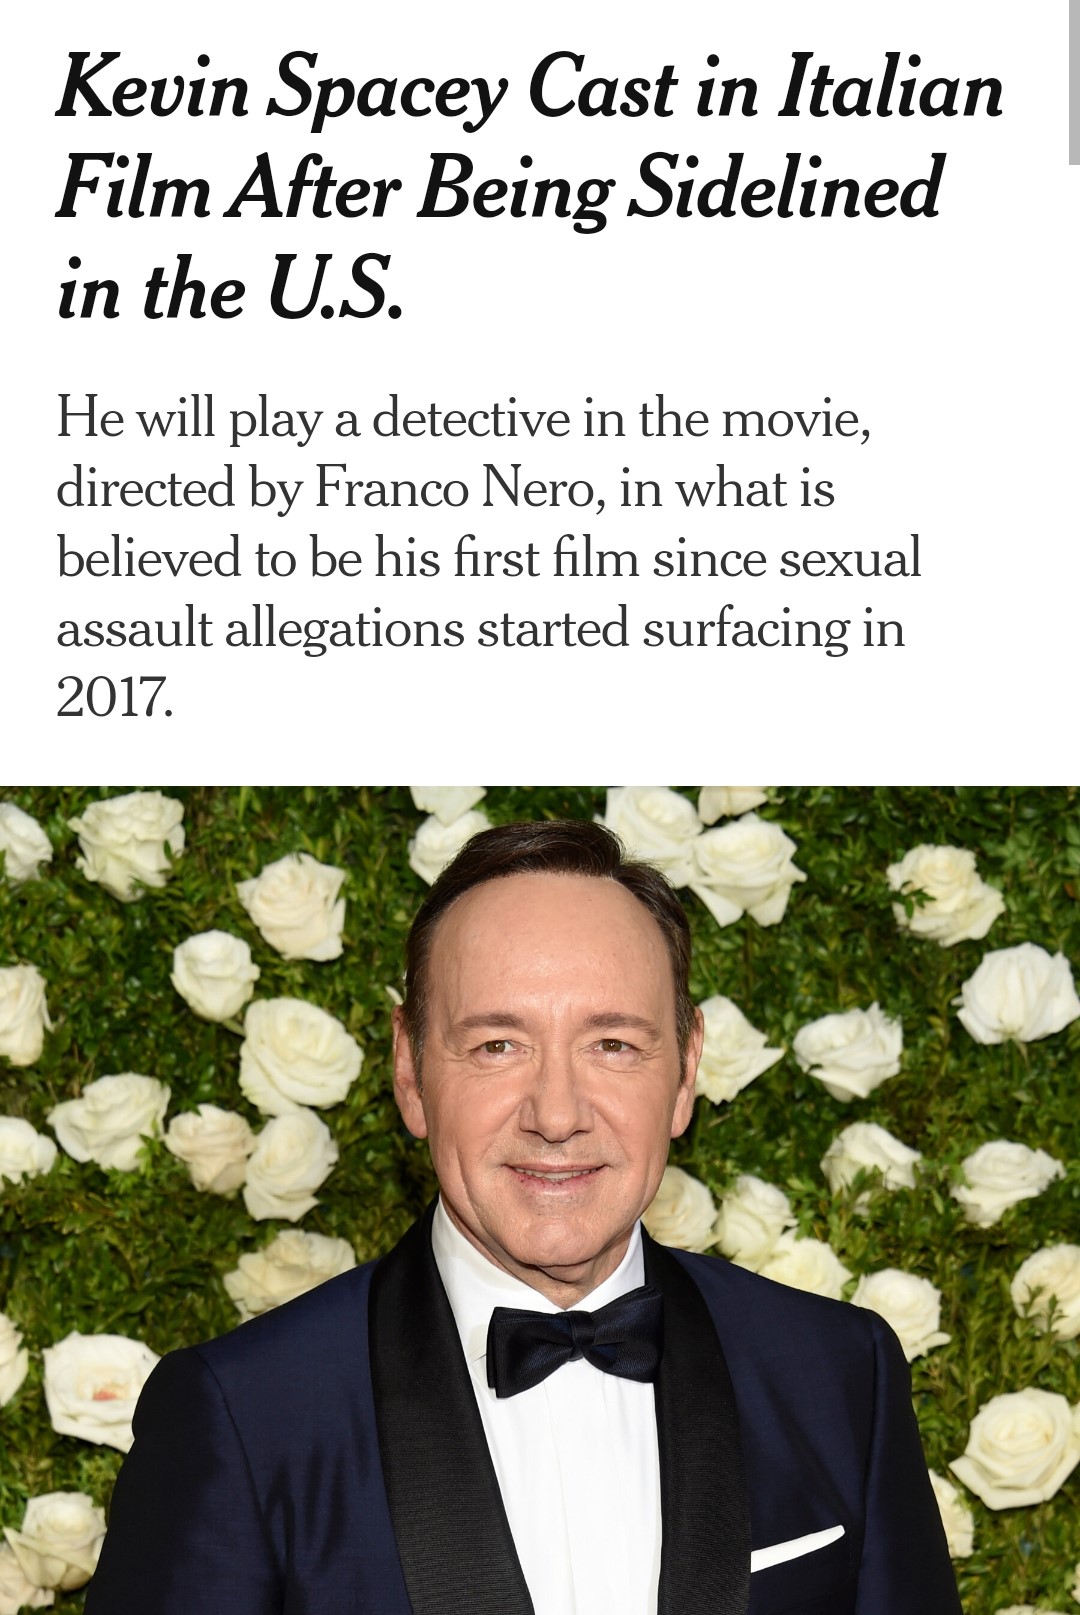 Kevin Spacey Cast in Italian
Film After Being Sidelined
in the U.S.
He will play a detective in the movie,
directed by Franco Nero, in what is
believed to be his first film since sexual
assault allegations started surfacing in
2017.